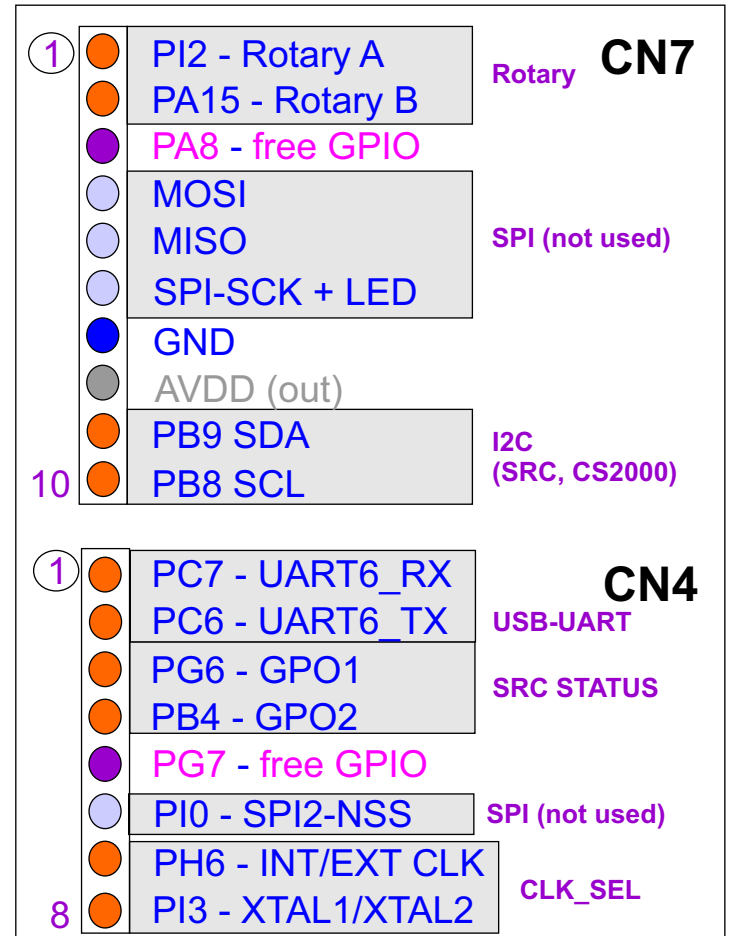 CN7
1 PI2 - Rotary A
Rotary
PA15 - Rotary B
PA8 - free GPIO
MOSI
MISO
SPI (not used)
SPI-SCK + LED
GND
AVDD (out)
PB9 SDA
I2C
(SRC, CS2000)
10 PB8 SCL
1 PC7 - UART6_RX
CN4
PC6 - UART6_TX
USB-UART
PG6 - GPO1
SRC STATUS
PB4 - GPO2
PG7 - free GPIO
PI0 - SPI2-NSS
SPI (not used)
PH6 - INT/EXT CLK
CLK_SEL
8 PI3 - XTAL1/XTAL2